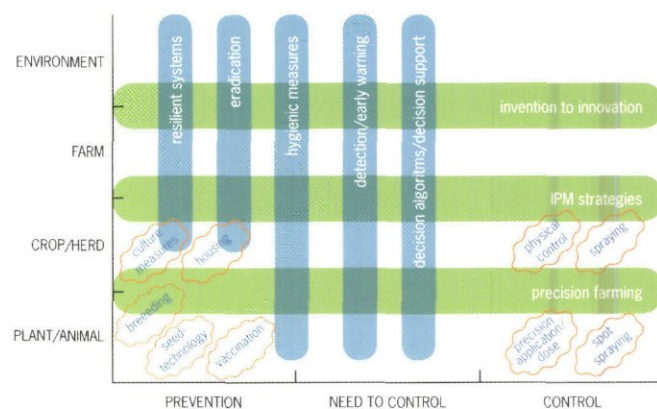 ENVIRONMENT
FARM
CROP/HERD
PLANT/ANIMAL
resilient systems
eradication
hygienic measures
detection/early warning
decision algoritms/decision support
invention to innovation
IPM strategies
precision farming
culture
measures
housing
breeeding
seed-
technology
vaccination
physical
control
spraying
precision
application/
dose
spot
spraying
PREVENTION
NEED TO CONTROL
CONTROL